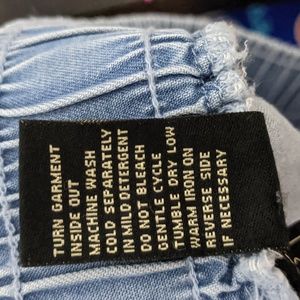 TURN GARMENT
INSIDE OUT
MACHINE WASH
COLD SEPARATELY
IN MILD DETERGENT
DO NOT BLEACH
GENTLE CYCLE
TUMBLE DRY LOW
WARM IRON ON
REVERSE SIDE
IF NECESSARY